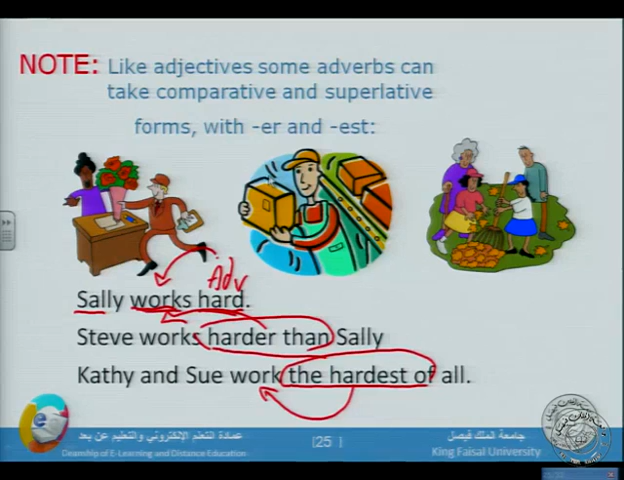 NOTE: Like adjectives some adverbs can
take comparative and superlative
forms, with -er and -est:
Adv
Sally works hard.
Steve works harder than Sally
Kathy and Sue work the hardest of all.
عمادة التعلم الإلكتروني والتعليم عن بعد
Deanship of E-Learning and Distance Education
|25 |
جامعة الملك فيصل
King Faisal University